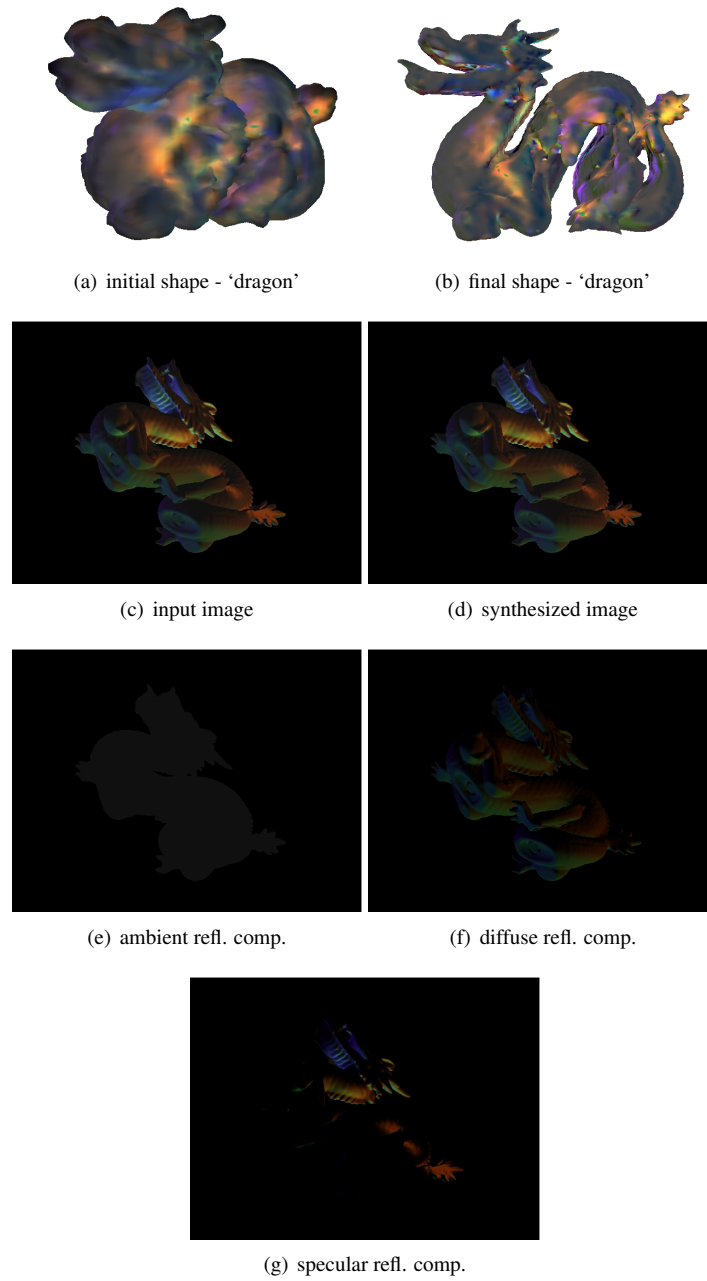 (a) initial shape - ‘dragon’
(b) final shape - ‘dragon’
(c) input image
(d) synthesized image
(e) ambient refl. comp.
(f) diffuse refl. comp.
(g) specular refl. comp.